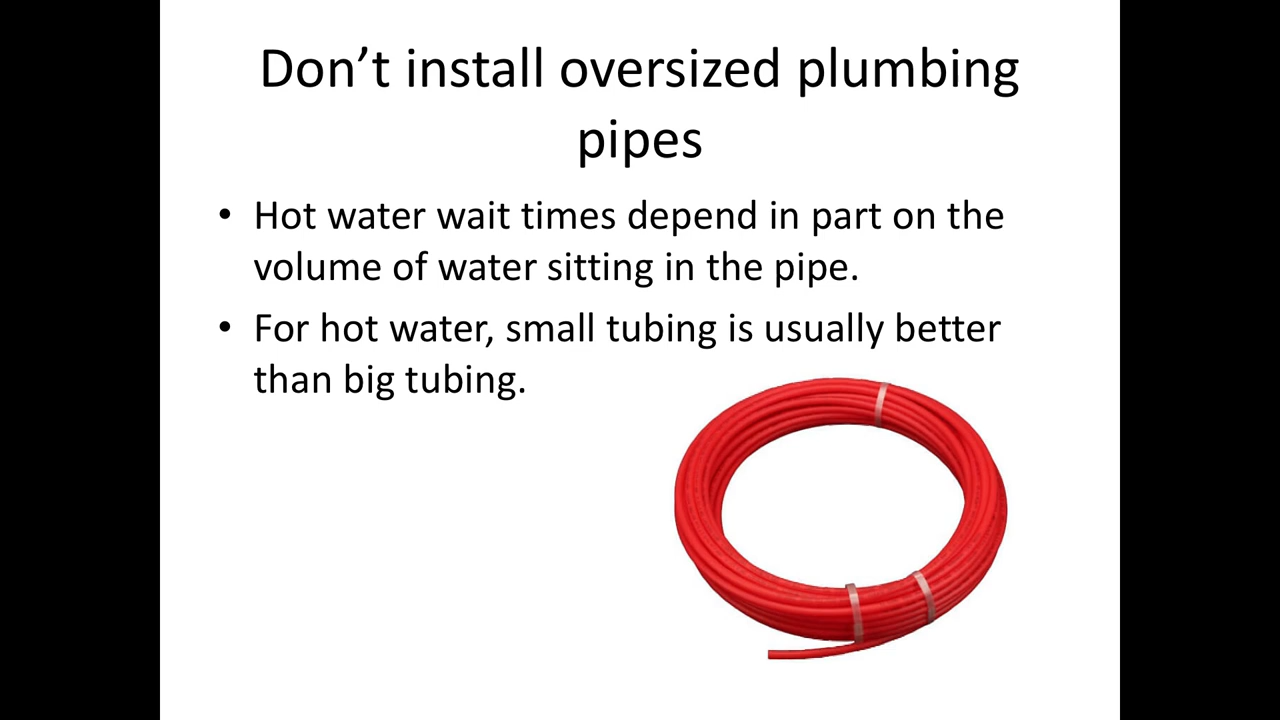 Don’t install oversized plumbing
pipes
• Hot water wait times depend in part on the
volume of water sitting in the pipe.
• For hot water, small tubing is usually better
than big tubing.